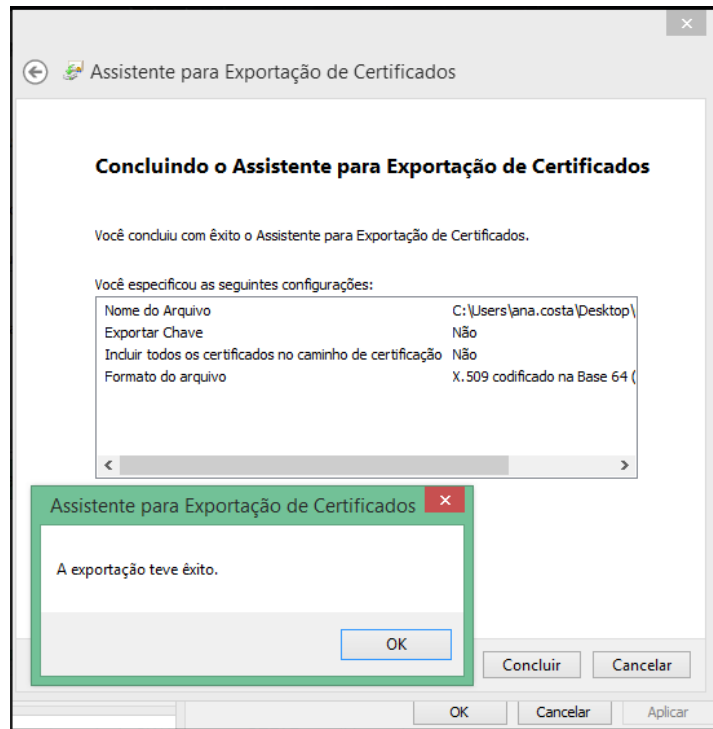 Assistente para Exportação de Certificados
Concluindo o Assistente para Exportação de Certificados
Você concluiu com êxito o Assistente para Exportação de Certificados.
Você especificou as seguintes configurações:
Nome do Arquivo C:\Users\ana.costa\Desktop\
Exportar Chave Não
Incluir todos os certificados no caminho de certificação Não
Formato do arquivo X.509 codificado na Base 64 (
Assistente para Exportação de Certificados
A exportação teve êxito.
OK
Concluir Cancelar
OK Cancelar Aplicar